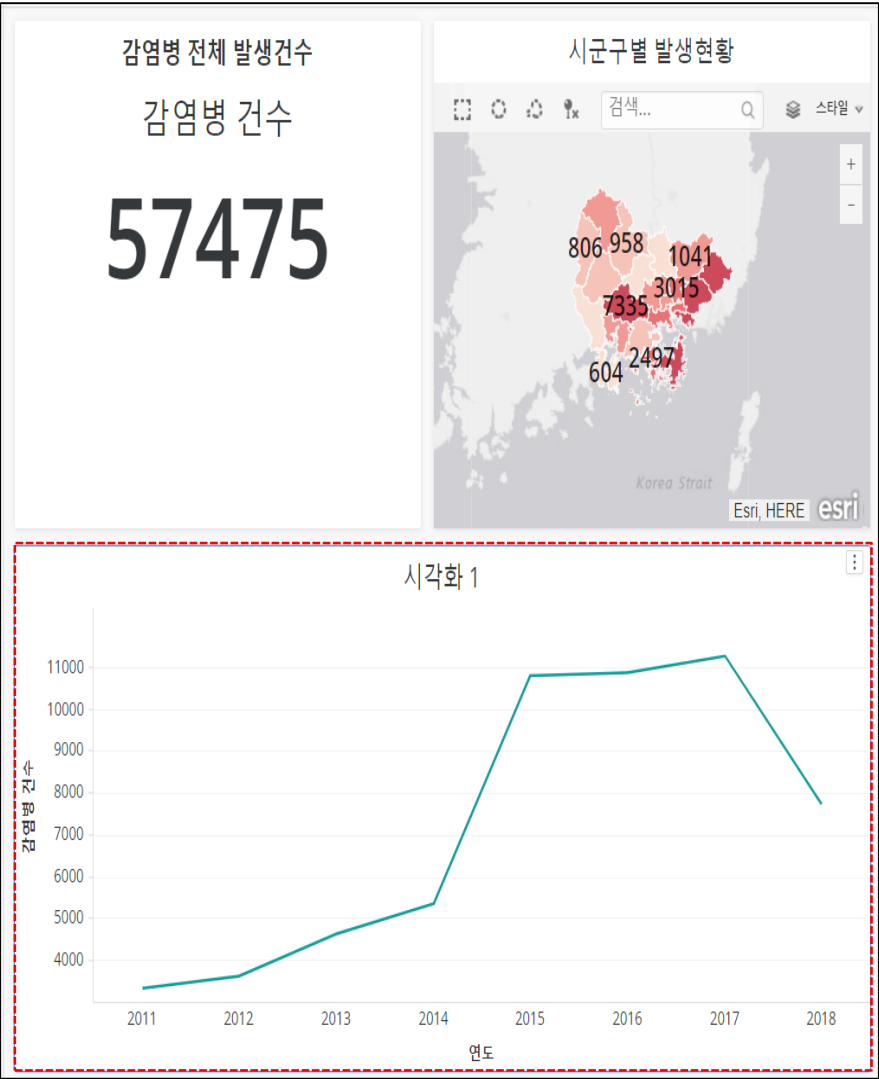 감염병 전체 발생건수
감염병 건수
57475
시군구별 발생현황
검색...
스타일
+
-
806
958
1041
3015
7335
2497
604
Korea Strait
Esri, HERE
esri
시각화 1
감염병 건수
11000
10000
9000
8000
7000
6000
5000
4000
2011 2012 2013 2014 2015 2016 2017 2018
연도